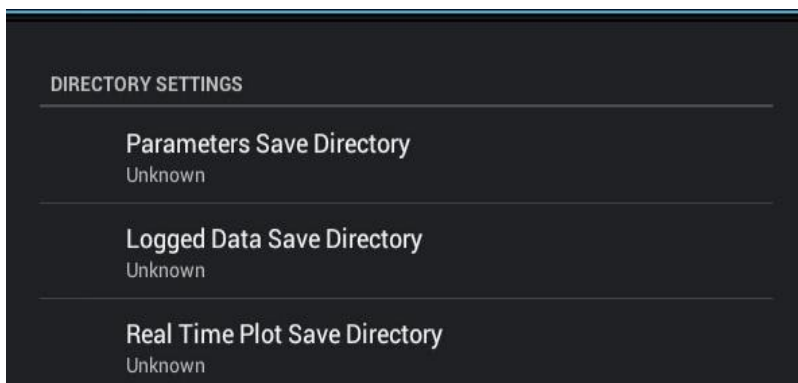 DIRECTORY SETTINGS
Parameters Save Directory
Unknown
Logged Data Save Directory
Unknown
Real Time Plot Save Directory
Unknown